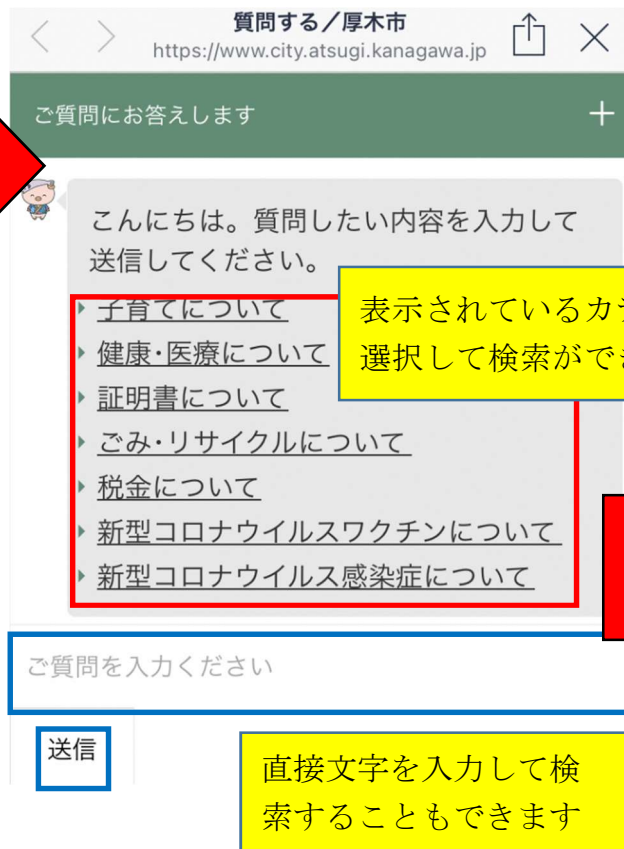 質問する／厚木市
https://www.city.atsugi.kanagawa.jp
ご質問にお答えします
こんにちは。質問したい内容を入力して
送信してください。
子育てについて
健康・医療について
証明書について
ごみ・リサイクルについて
税金について
新型コロナウイルスワクチンについて
新型コロナウイルス感染症について
表示されているカ
選択して検索がで
ご質問を入力ください
送信
直接文字を入力して検
索することもできます